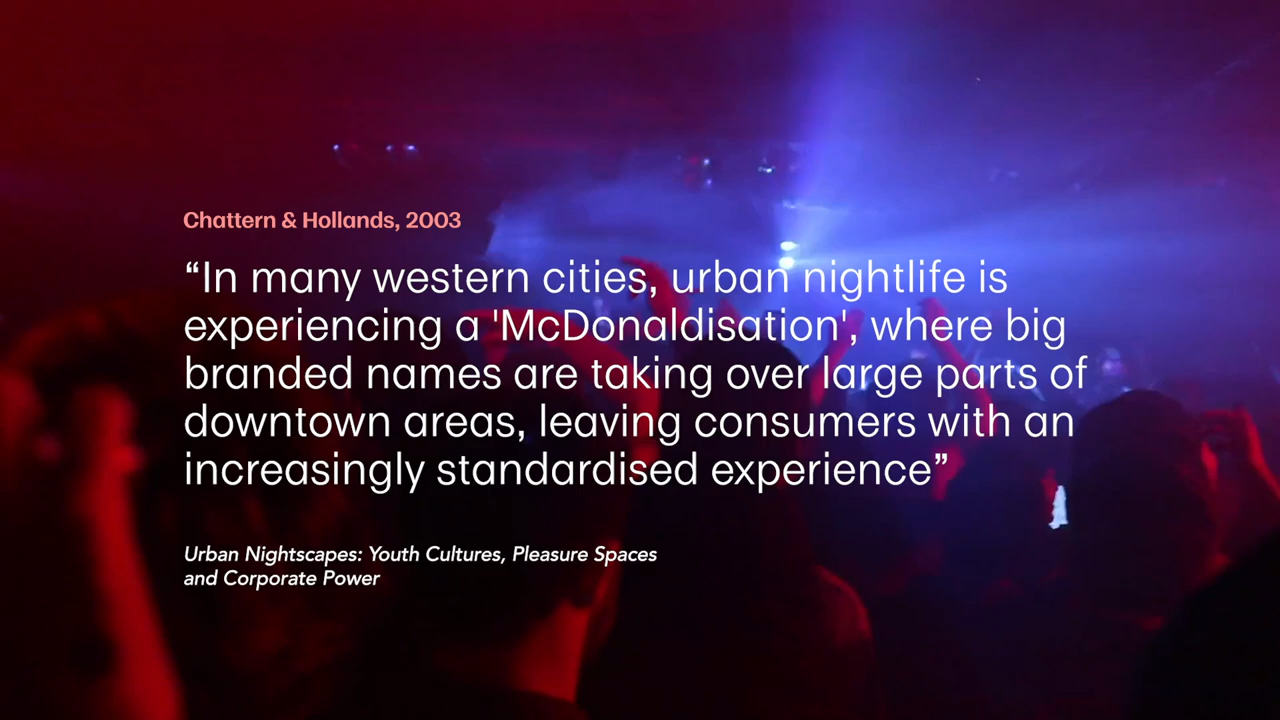 Chattern & Hollands, 2003
“In many western cities, urban nightlife is
experiencing a 'McDonaldisation', where big
branded names are taking over large parts of
downtown areas, leaving consumers with an
increasingly standardised experience”
Urban Nightscapes: Youth Cultures, Pleasure Spaces
and Corporate Power